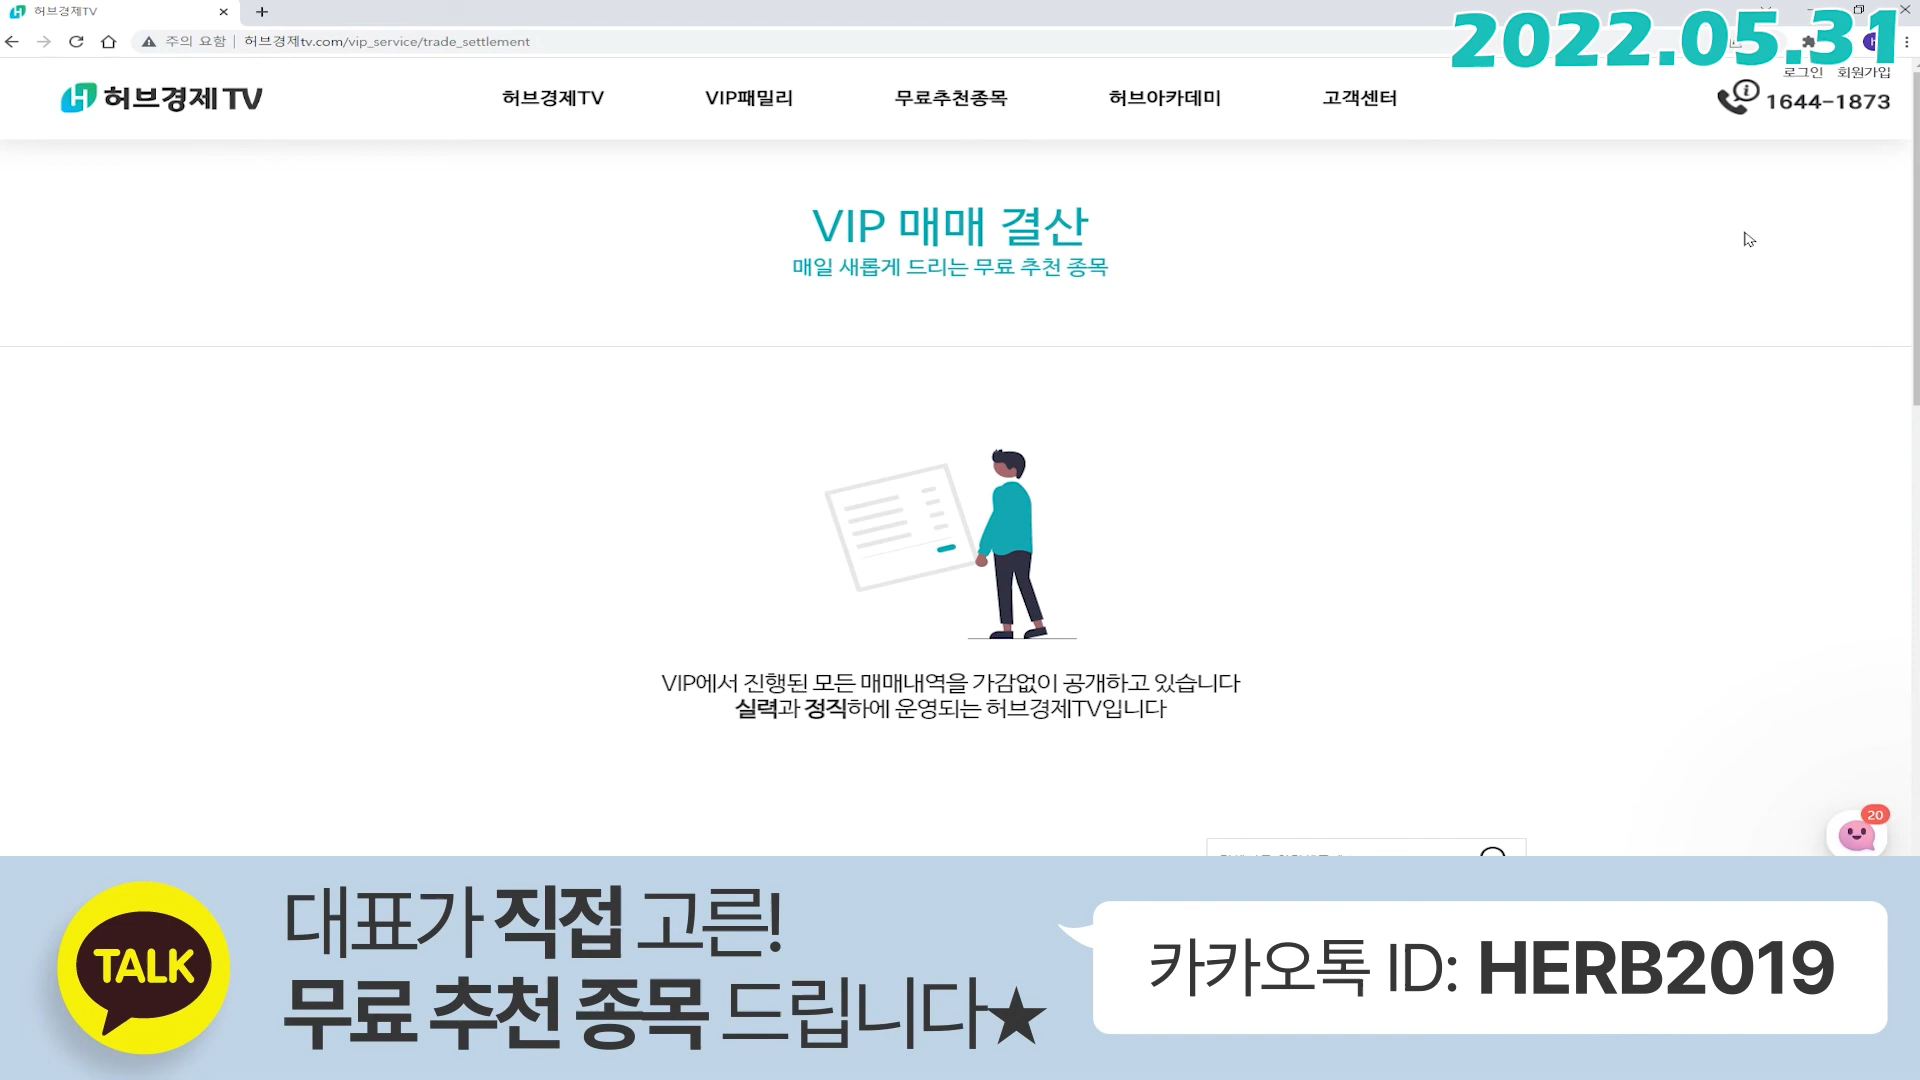 허브경제TV
2022.05.31
주의 요함 | 허브경제tv.com/vip_service/trade_settlement
로그인 회원가입
허브경제TV
허브경제TV VIP패밀리 무료추천종목 허브아카데미 고객센터
1644-1873
VIP 매매 결산
매일 새롭게 드리는 무료 추천 종목
VIP에서 진행된 모든 매매내역을 가감없이 공개하고 있습니다
실력과 정직하에 운영되는 허브경제TV입니다
20
TALK
대표가 직접 고른!
무료 추천 종목 드립니다★
카카오톡 ID: HERB2019